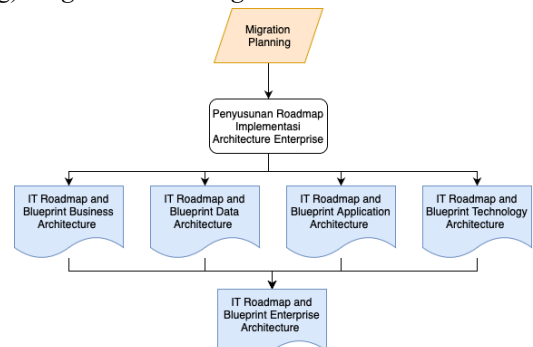 Migration
Planning
Penyusunan Roadmap
Implementasi
Architecture Enterprise
IT Roadmap and
Blueprint Business
Architecture
IT Roadmap and
Blueprint Data
Architecture
IT Roadmap and
Blueprint Application
Architecture
IT Roadmap and
Blueprint Technology
Architecture
IT Roadmap and
Blueprint Enterprise
Architecture